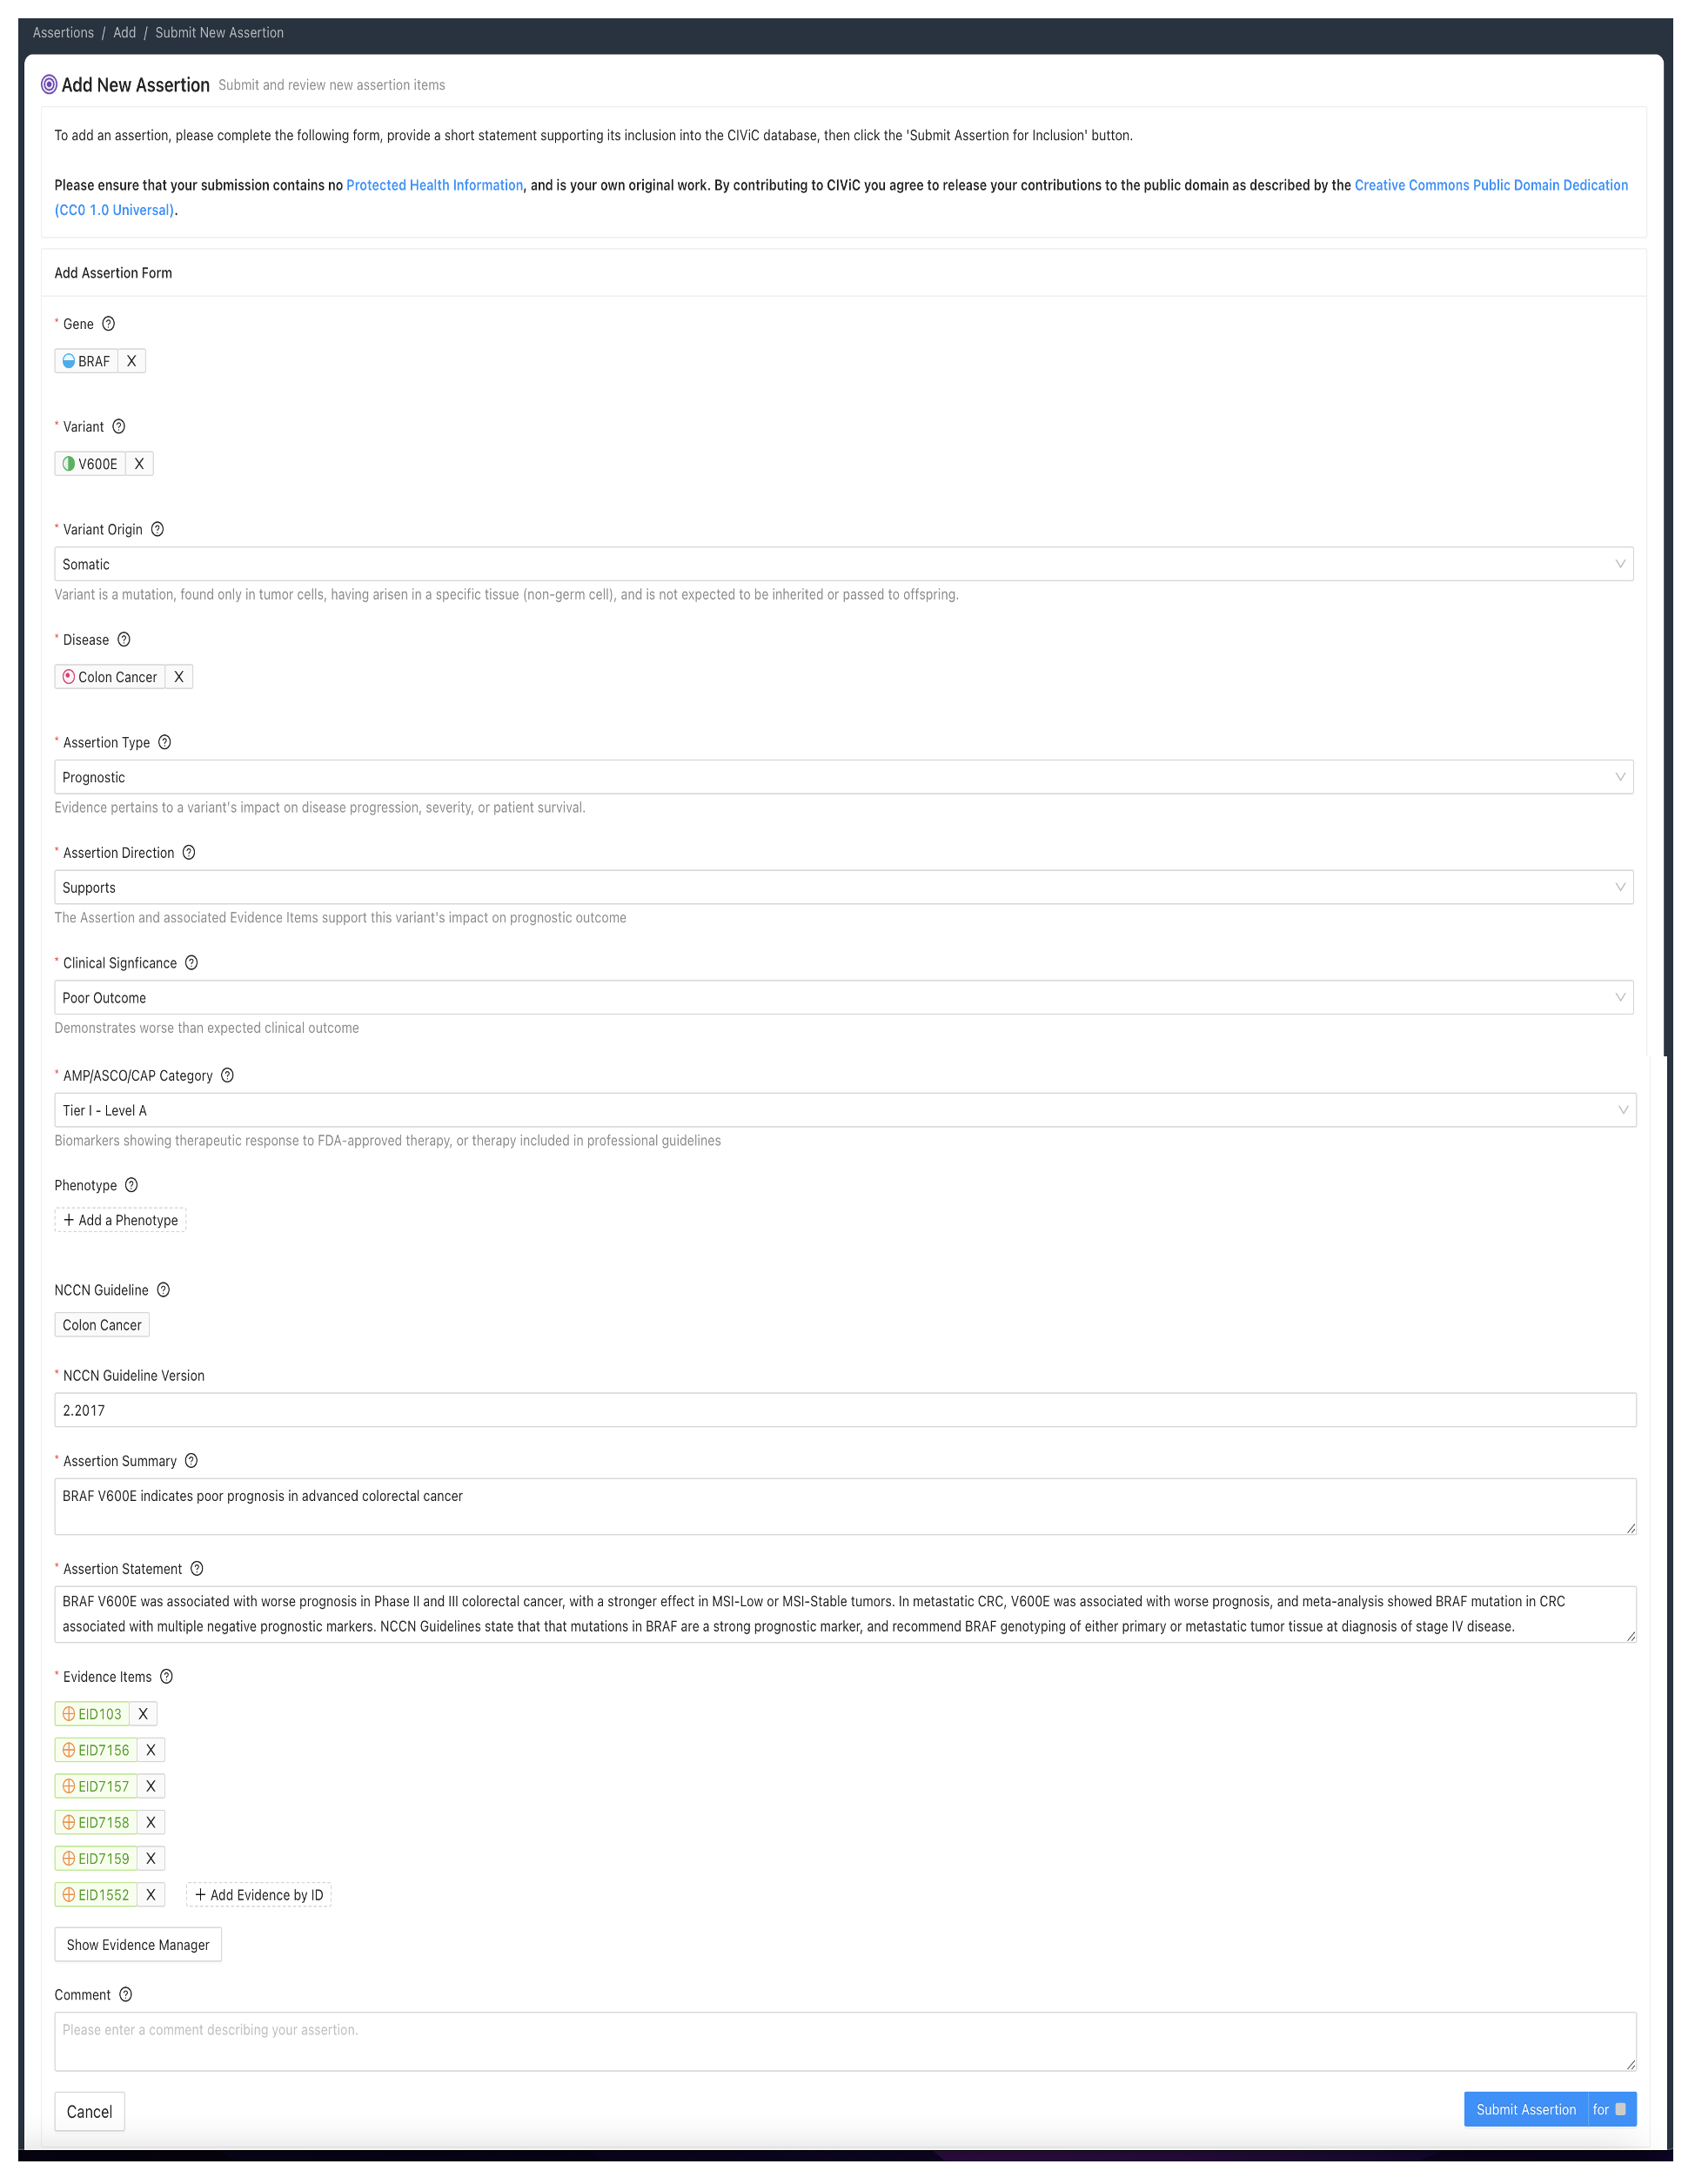 Assertions / Add / Submit New Assertion
Add New Assertion Submit and review new assertion items
To add an assertion, please complete the following form, provide a short statement supporting its inclusion into the CIViC database, then click the 'Submit Assertion for Inclusion' button.
Please ensure that your submission contains no Protected Health Information, and is your own original work. By contributing to CIViC you agree to release your contributions to the public domain as described by the Creative Commons Public Domain Dedication
(CC0 1.0 Universal).
Add Assertion Form
* Gene ?
BRAF X
* Variant ?
V600E X
* Variant Origin ?
Somatic
Variant is a mutation, found only in tumor cells, having arisen in a specific tissue (non-germ cell), and is not expected to be inherited or passed to offspring.
* Disease ?
Colon Cancer X
* Assertion Type ?
Prognostic
Evidence pertains to a variant's impact on disease progression, severity, or patient survival.
* Assertion Direction ?
Supports
The Assertion and associated Evidence Items support this variant's impact on prognostic outcome
* Clinical Signficance ?
Poor Outcome
Demonstrates worse than expected clinical outcome
* AMP/ASCO/CAP Category ?
Tier I - Level A
Biomarkers showing therapeutic response to FDA-approved therapy, or therapy included in professional guidelines
Phenotype ?
+ Add a Phenotype
NCCN Guideline ?
Colon Cancer
* NCCN Guideline Version
2.2017
* Assertion Summary ?
BRAF V600E indicates poor prognosis in advanced colorectal cancer
* Assertion Statement ?
BRAF V600E was associated with worse prognosis in Phase II and III colorectal cancer, with a stronger effect in MSI-Low or MSI-Stable tumors. In metastatic CRC, V600E was associated with worse prognosis, and meta-analysis showed BRAF mutation in CRC
associated with multiple negative prognostic markers. NCCN Guidelines state that that mutations in BRAF are a strong prognostic marker, and recommend BRAF genotyping of either primary or metastatic tumor tissue at diagnosis of stage IV disease.
* Evidence Items ?
EID103 X
EID7156 X
EID7157 X
EID7158 X
EID7159 X
EID1552 X + Add Evidence by ID
Show Evidence Manager
Comment ?
Please enter a comment describing your assertion.
Cancel Submit Assertion for